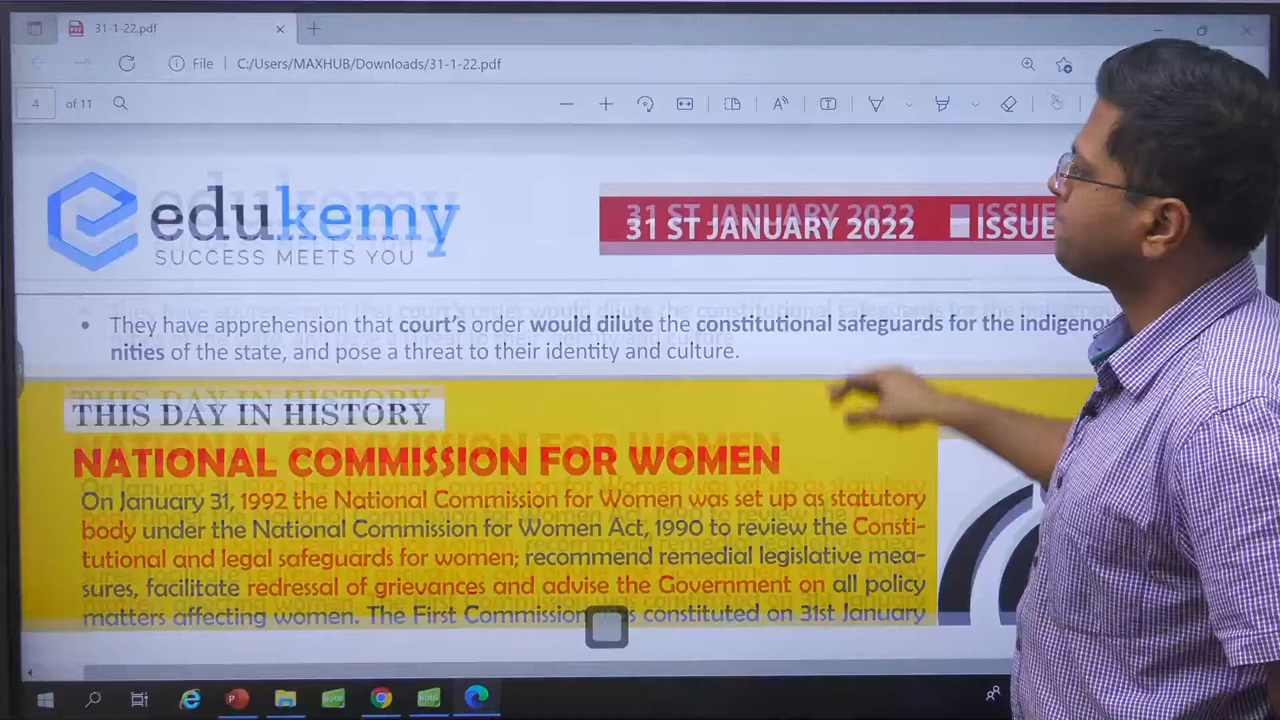 31-1-22.pdf
File | C:/Users/MAXHUB/Downloads/31-1-22.pdf
4 of 11
edukemy
SUCCESS MEETS YOU
31 ST JANUARY 2022 ISSUE
• They have apprehension that court's order would dilute the constitutional safeguards for the
nities of the state, and pose a threat to their identity and culture.
THIS DAY IN HISTORY
NATIONAL COMMISSION FOR WOMEN
On January 31, 1992 the National Commission for Women was set up as statutory
body under the National Commission for Women Act, 1990 to review the Consti-
tutional and legal safeguards for women; recommend remedial legislative mea-
sures, facilitate redressal of grievances and advise the Government on all policy
matters affecting women. The First Commission constituted on 31st January